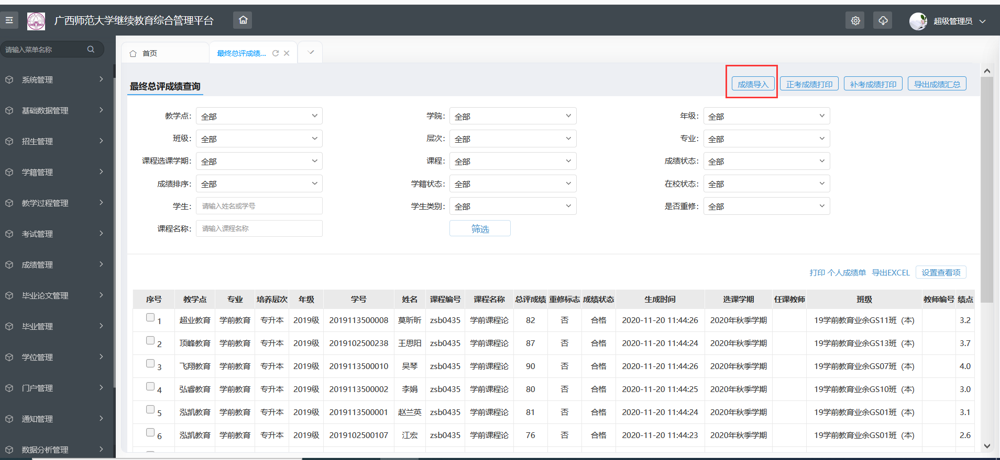 广西师范大学继续教育综合管理平台
超级管理员
请输入菜单名称
首页
最终总评成绩...
系统管理
基础数据管理
招生管理
学籍管理
教学过程管理
考试管理
成绩管理
毕业论文管理
毕业管理
学位管理
门户管理
通知管理
数据分析管理
最终总评成绩查询
成绩导入 正考成绩打印 补考成绩打印 导出成绩汇总
教学点: 全部 学院: 全部 年级: 全部
班级: 全部 层次: 全部 专业: 全部
课程选课学期: 全部 课程: 全部 成绩状态: 全部
成绩排序: 全部 学籍状态: 全部 在校状态: 全部
学生: 请输入姓名或学号 学生类别: 全部 是否重修: 全部
课程名称: 请输入课程名称 筛选
打印 个人成绩单 导出EXCEL 设置查看项
序号 教学点 专业 培养层次 年级 学号 姓名 课程编号 课程名称 总评成绩 重修标志 成绩状态 生成时间 选课学期 任课教师 班级 教师编号 绩点
1 超业教育 学前教育 专升本 2019级 2019113500008 莫昕昕 zsb0435 学前课程论 82 否 合格 2020-11-20 11:44:26 2020年秋季学期 19学前教育业余GS11班 (本) 3.2
2 顶峰教育 学前教育 专升本 2019级 2019102500238 王思阳 zsb0435 学前课程论 87 否 合格 2020-11-20 11:44:24 2020年秋季学期 19学前教育业余GS13班 (本) 3.7
3 飞翔教育 学前教育 专升本 2019级 2019113500010 吴琴 zsb0435 学前课程论 90 否 合格 2020-11-20 11:44:26 2020年秋季学期 19学前教育业余GS07班 (本) 4.0
4 弘睿教育 学前教育 专升本 2019级 2019113500002 李娟 zsb0435 学前课程论 80 否 合格 2020-11-20 11:44:25 2020年秋季学期 19学前教育业余GS10班 (本) 3.0
5 泓凯教育 学前教育 专升本 2019级 2019113500001 赵兰英 zsb0435 学前课程论 81 否 合格 2020-11-20 11:44:24 2020年秋季学期 19学前教育业余GS01班 (本) 3.1
6 泓凯教育 学前教育 专升本 2019级 2019102500107 江宏 zsb0435 学前课程论 76 否 合格 2020-11-20 11:44:23 2020年秋季学期 19学前教育业余GS01班 (本) 2.6